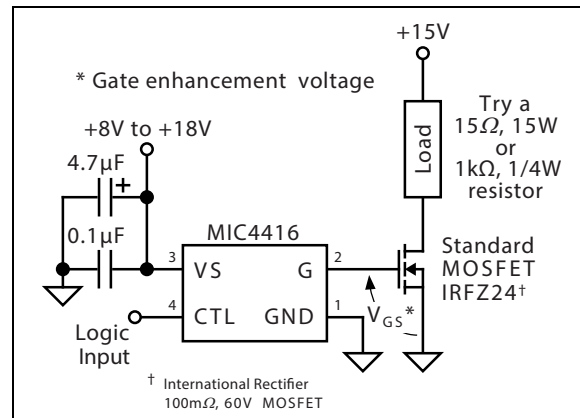 +15V
* Gate enhancement voltage
+8V to +18V
4.7µF
+
0.1µF
Load
Try a
15Ω, 15W
or
1kΩ, 1/4W
resistor
MIC4416
3
VS
G
2
4
CTL
GND
1
Logic
Input
VGS*
Standard
MOSFET
IRFZ24†
† International Rectifier
100mΩ, 60V MOSFET